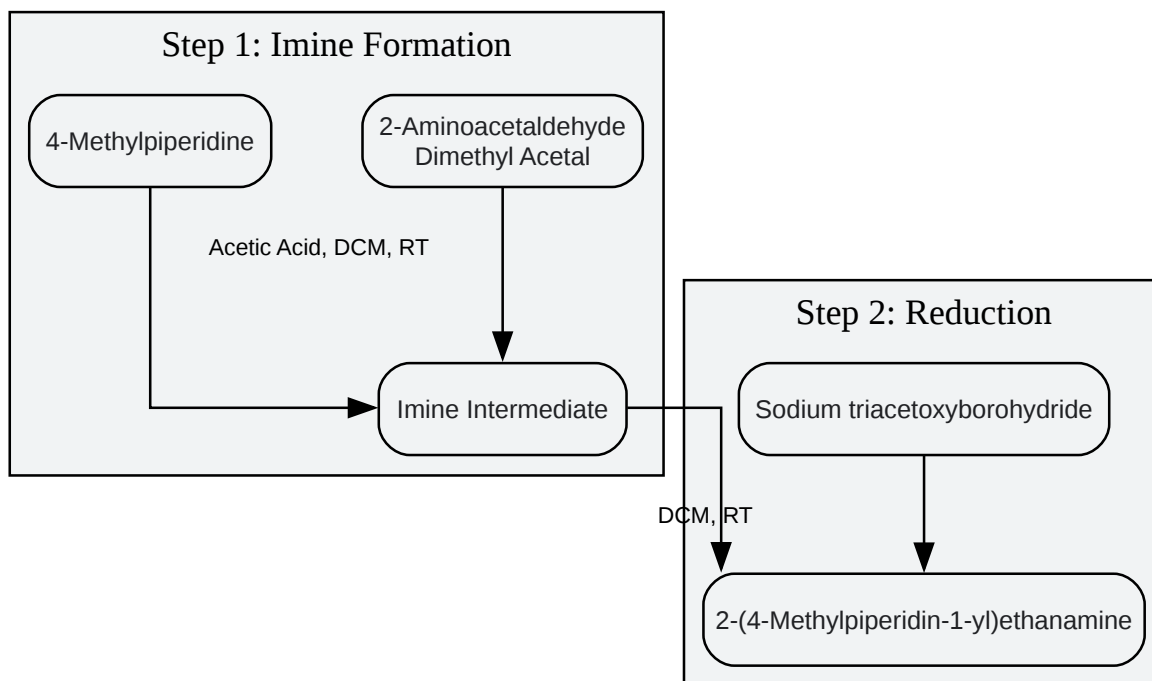 Step 1: Imine Formation
4-Methylpiperidine
2-Aminoacetaldehyde
Dimethyl Acetal
Acetic Acid, DCM, RT
Imine Intermediate
Step 2: Reduction
Sodium triacetoxyborohydride
DCM, RT
2-(4-Methylpiperidin-1-yl)ethanamine